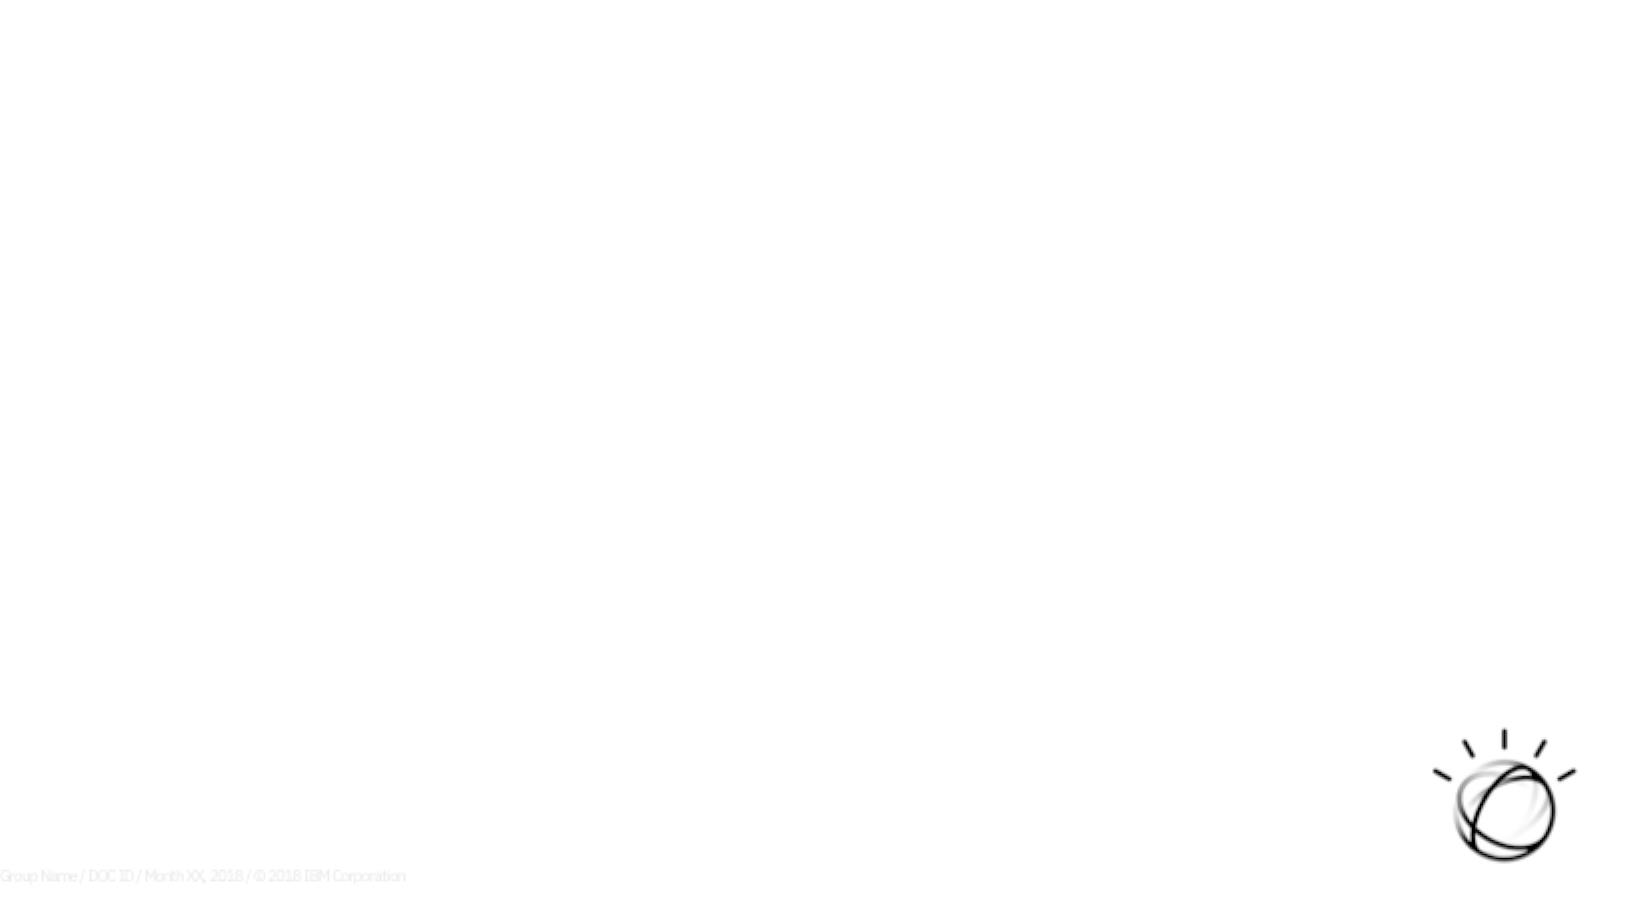 Group Name / DOC ID / Month XX, 2018 / © 2018 IBM Corporation